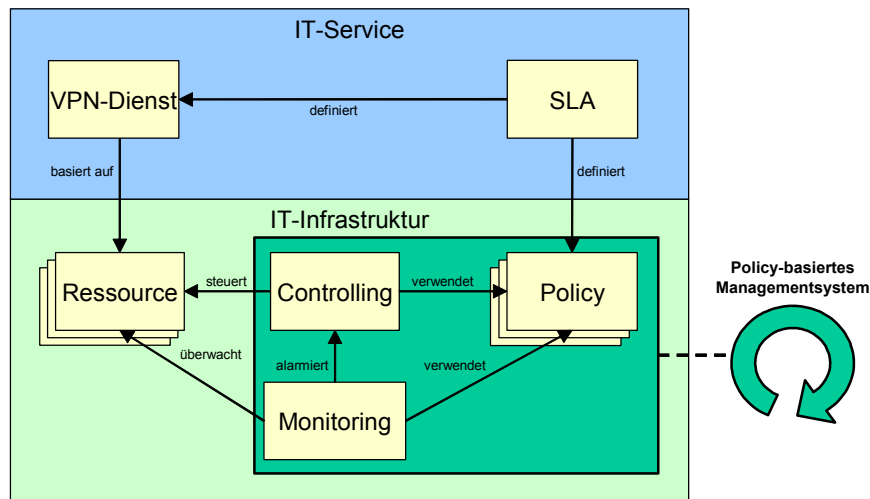 IT-Service
VPN-Dienst
SLA
definiert
basiert auf
definiert
IT-Infrastruktur
Ressource
steuert
Controlling
verwendet
Policy
Policy-basiertes
Managementsystem
überwacht
alarmiert
verwendet
Monitoring